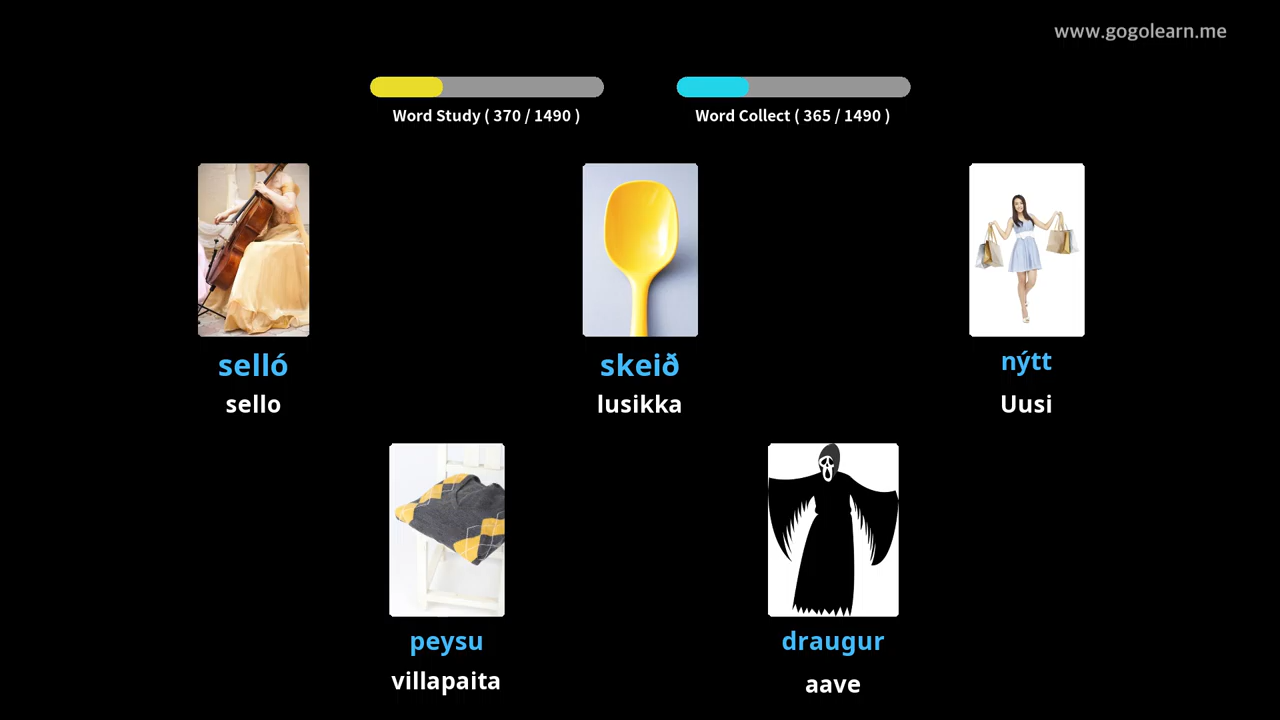 www.gogolearn.me
Word Study ( 370 / 1490 )
Word Collect ( 365 / 1490 )
selló
sello
skeið
lusikka
nýtt
Uusi
peysu
villapaita
draugur
aave